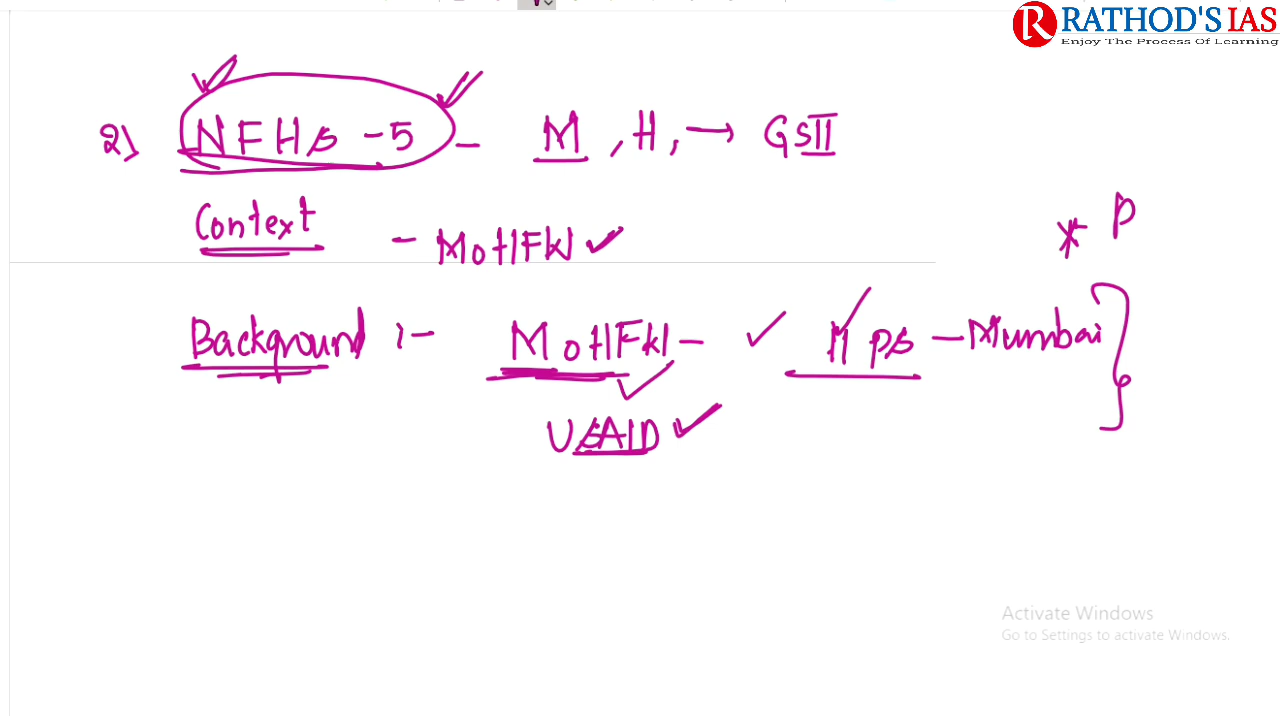 RATHOD'S IAS
Enjoy The Process Of Learning
2) NFHS - 5 - M, H, → GSII
Context - MoHFW ✓
* P
Background :- MoHFW - ✓ IIPS - Mumbai
USAID ✓
Activate Windows
Go to Settings to activate Windows.